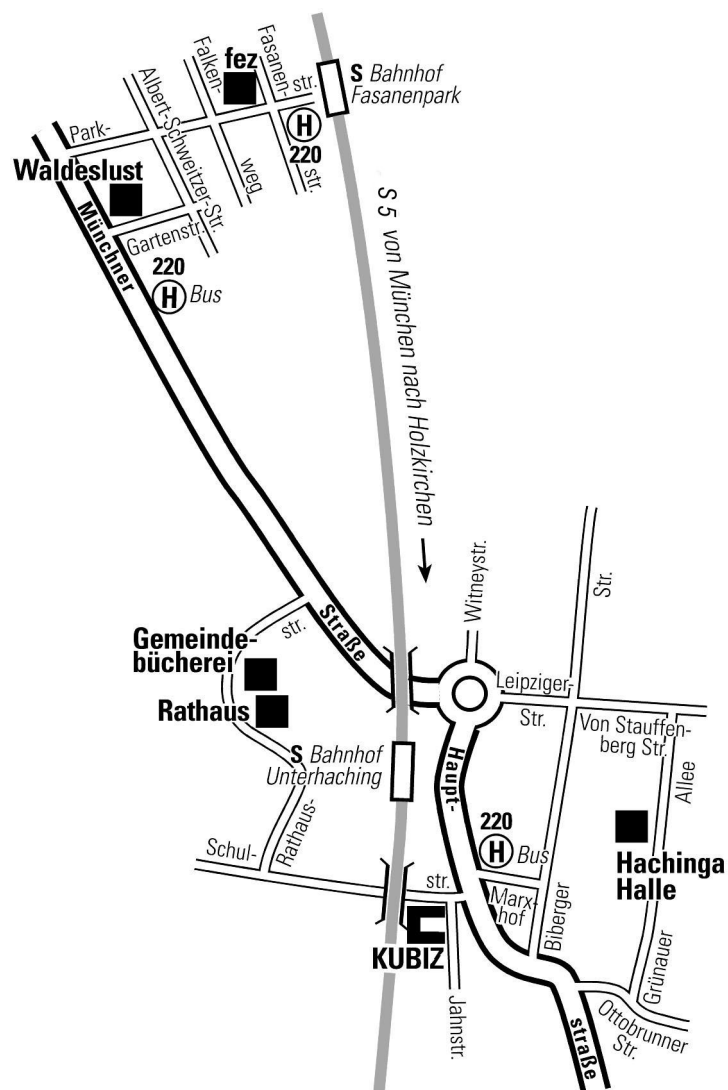 fez
Falken-
weg
Fasanen-
str.
S Bahnhof
Fasanenpark
Albert-Schweitzer-Str.
Park-
str.
H
220
Waldeslust
Gartenstr.
Münchner
220
H Bus
S 5 von München nach Holzkirchen
Witneystr.
Str.
Straße
str.
Gemeinde-
bücherei
Rathaus
Leipziger-
Str.
Von Stauffen-
berg Str.
S Bahnhof
Unterhaching
Haupt-
Allee
220
H Bus
Hachinga
Halle
Schul-
Rathaus-
str.
Marx-
hof
Biberger
KUBIZ
Jahnstr.
Grünauer
Ottobrunner
Str.
straße